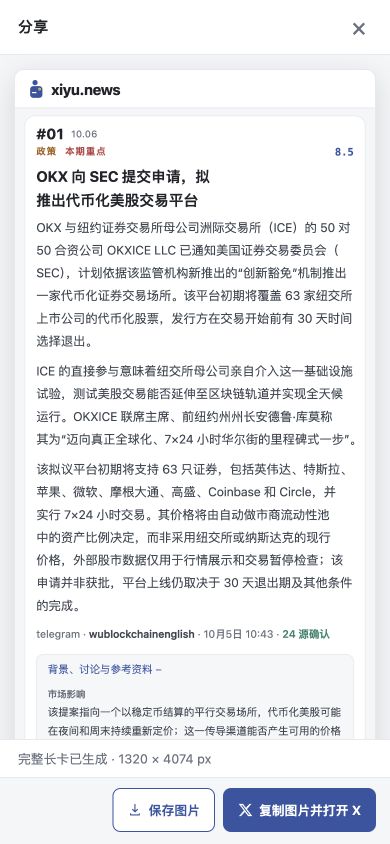 分享
xiyu.news
#01 10.06
政策 本期重点 8.5
OKX 向 SEC 提交申请，拟
推出代币化美股交易平台
OKX 与纽约证券交易所母公司洲际交易所（ICE）的 50 对
50 合资公司 OKXICE LLC 已通知美国证券交易委员会（
SEC），计划依据该监管机构新推出的“创新豁免”机制推出
一家代币化证券交易场所。该平台初期将覆盖 63 家纽交所
上市公司的代币化股票，发行方在交易开始前有 30 天时间
选择退出。
ICE 的直接参与意味着纽交所母公司亲自介入这一基础设施
试验，测试美股交易能否延伸至区块链轨道并实现全天候
运行。OKXICE 联席主席、前纽约州州长安德鲁·库莫称
其为“迈向真正全球化、7×24 小时华尔街的里程碑式一步”。
该拟议平台初期将支持 63 只证券，包括英伟达、特斯拉、
苹果、微软、摩根大通、高盛、Coinbase 和 Circle，并
实行 7×24 小时交易。其价格将由自动做市商流动性池
中的资产比例决定，而非采用纽交所或纳斯达克的现行
价格，外部股市数据仅用于行情展示和交易暂停检查；该
申请并非获批，平台上线仍取决于 30 天退出期及其他条件
的完成。
telegram · wublockchainenglish · 10月5日 10:43 · 24 源确认
背景、讨论与参考资料 –
市场影响
该提案指向一个以稳定币结算的平行交易场所，代币化美股可能
在夜间和周末持续重新定价；这一传导渠道能否产生可用的价格
完整长卡已生成 · 1320 × 4074 px
保存图片
复制图片并打开 X